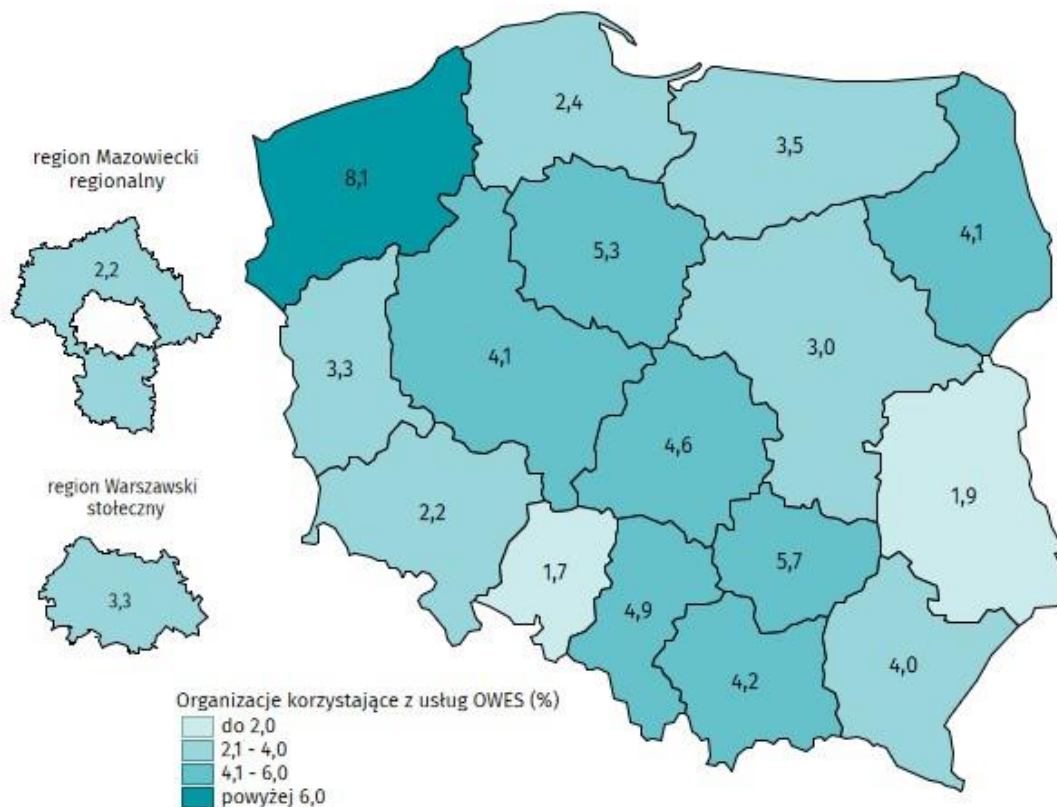 2,4
3,5
region Mazowiecki
regionalny
8,1
4,1
5,3
2,2
3,0
3,3
4,1
4,6
region Warszawski
stołeczny
1,9
2,2
5,7
1,7
3,3
4,9
4,0
4,2
Organizacje korzystające z usług OWES (%)
do 2,0
2,1 - 4,0
4,1 - 6,0
powyżej 6,0